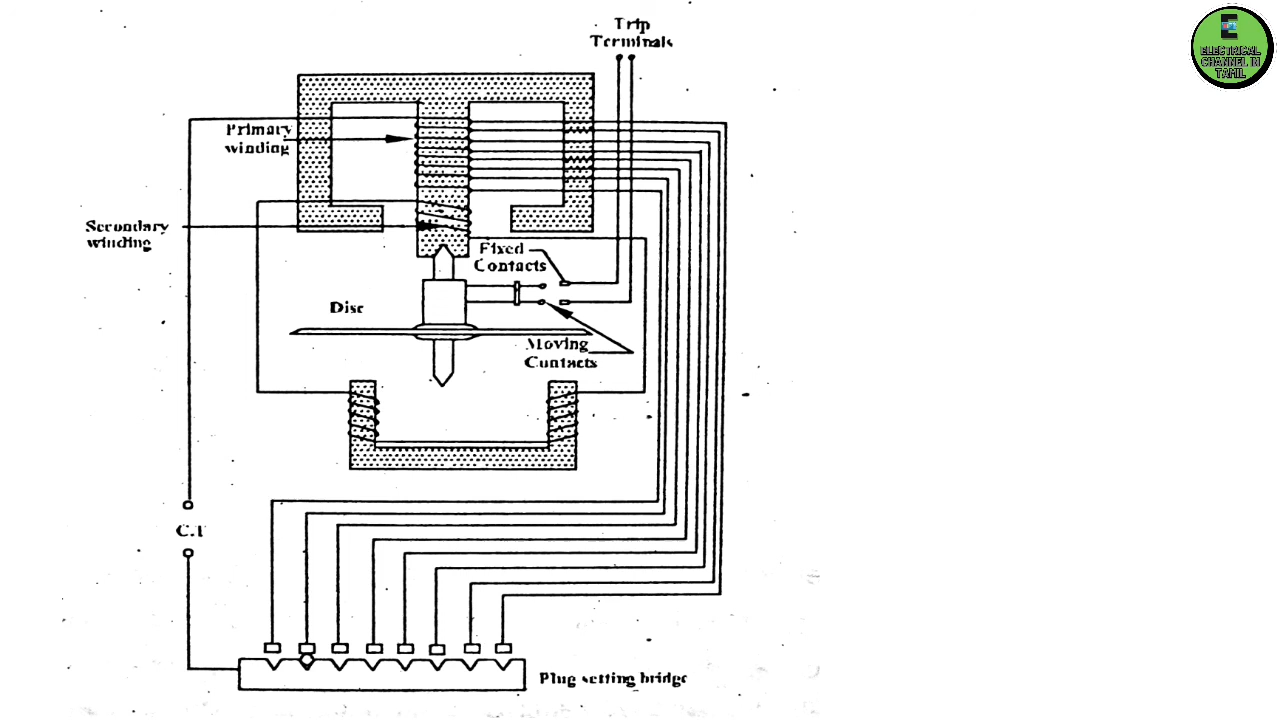 Trip
Terminals
ELECTRICAL
CHANNEL IN
TAMIL
Primary
winding
Secondary
winding
Fixed
Contacts
Disc
Moving
Contacts
C.T
Plug setting bridge